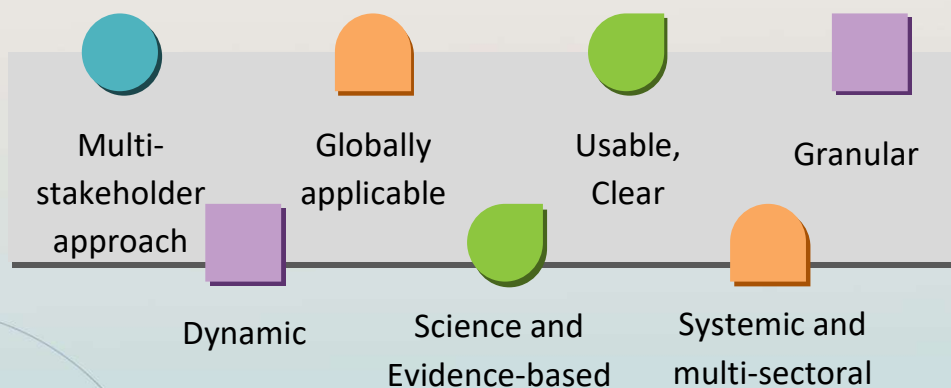 Multi-
stakeholder
approach
Globally
applicable
Usable,
Clear
Granular
Dynamic
Science and
Evidence-based
Systemic and
multi-sectoral